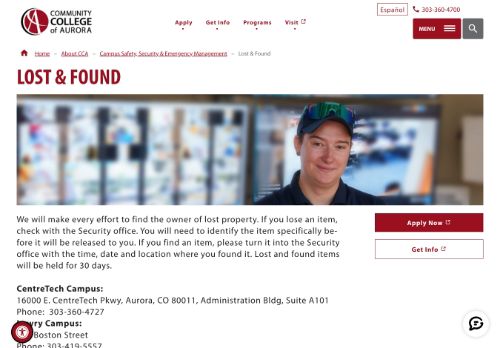 COMMUNITY
COLLEGE
of AURORA
Español
303-360-4700
Apply
Get Info
Programs
Visit
MENU
Home – About CCA – Campus Safety, Security & Emergency Management – Lost & Found
LOST & FOUND
We will make every effort to find the owner of lost property. If you lose an item,
check with the Security office. You will need to identify the item specifically be-
fore it will be released to you. If you find an item, please turn it into the Security
office with the time, date and location where you found it. Lost and found items
will be held for 30 days.
Apply Now
Get Info
CentreTech Campus:
16000 E. CentreTech Pkwy, Aurora, CO 80011, Administration Bldg, Suite A101
Phone: 303-360-4727
Lowry Campus:
Boston Street
Phone: 303-419-5557